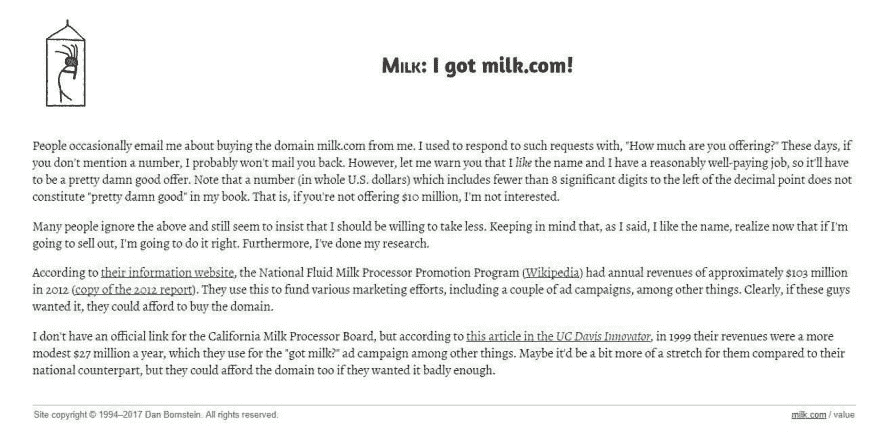 MILK: I got milk.com!
People occasionally email me about buying the domain milk.com from me. I used to respond to such requests with, "How much are you offering?" These days, if
you don't mention a number, I probably won't mail you back. However, let me warn you that I like the name and I have a reasonably well-paying job, so it'll have
to be a pretty damn good offer. Note that a number (in whole U.S. dollars) which includes fewer than 8 significant digits to the left of the decimal point does not
constitute "pretty damn good" in my book. That is, if you're not offering $10 million, I'm not interested.
Many people ignore the above and still seem to insist that I should be willing to take less. Keeping in mind that, as I said, I like the name, realize now that if I'm
going to sell out, I'm going to do it right. Furthermore, I've done my research.
According to their information website, the National Fluid Milk Processor Promotion Program (Wikipedia) had annual revenues of approximately $103 million
in 2012 (copy of the 2012 report). They use this to fund various marketing efforts, including a couple of ad campaigns, among other things. Clearly, if these guys
wanted it, they could afford to buy the domain.
I don't have an official link for the California Milk Processor Board, but according to this article in the UC Davis Innovator, in 1999 their revenues were a more
modest $27 million a year, which they use for the "got milk?" ad campaign among other things. Maybe it'd be a bit more of a stretch for them compared to their
national counterpart, but they could afford the domain too if they wanted it badly enough.
Site copyright © 1994–2017 Dan Bornstein. All rights reserved.
milk.com / value